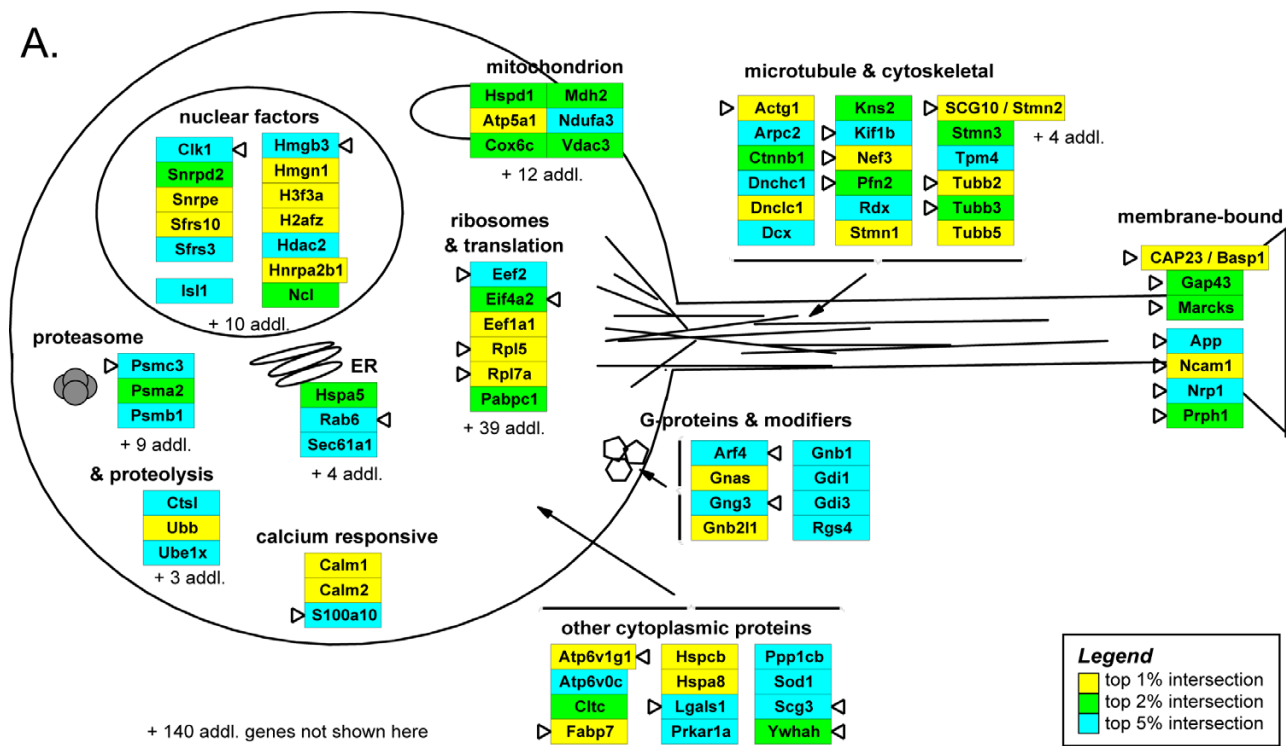 A.
mitochondrion
Hspd1 Mdh2
Atp5a1 Ndufa3
Cox6c Vdac3
+ 12 addl.
microtubule & cytoskeletal
Actg1 Kns2 SCG10 / Stmn2
Arpc2 Kif1b Stmn3
Ctnnb1 Nef3 Tpm4
Dnchc1 Pfn2 Tubb2
Dnclc1 Rdx Tubb3
Dcx Stmn1 Tubb5
+ 4 addl.
nuclear factors
Clk1 Hmgb3
Snrpd2 Hmgn1
Snrpe H3f3a
Sfrs10 H2afz
Sfrs3 Hdac2
Hnrpa2b1
Isl1 Ncl
+ 10 addl.
ribosomes
& translation
Eef2
Eif4a2
Eef1a1
Rpl5
Rpl7a
Pabpc1
+ 39 addl.
membrane-bound
CAP23 / Basp1
Gap43
Marcks
App
Ncam1
Nrp1
Prph1
proteasome
Psmc3
Psma2
Psmb1
+ 9 addl.
ER
Hspa5
Rab6
Sec61a1
+ 4 addl.
G-proteins & modifiers
Arf4 Gnb1
Gnas Gdi1
Gng3 Gdi3
Gnb2l1 Rgs4
& proteolysis
Ctsl
Ubb
Ube1x
+ 3 addl.
calcium responsive
Calm1
Calm2
S100a10
other cytoplasmic proteins
Atp6v1g1 Hspcb Ppp1cb
Atp6v0c Hspa8 Sod1
Cltc Lgals1 Scg3
Fabp7 Prkar1a Ywhah
+ 140 addl. genes not shown here
Legend
top 1% intersection
top 2% intersection
top 5% intersection